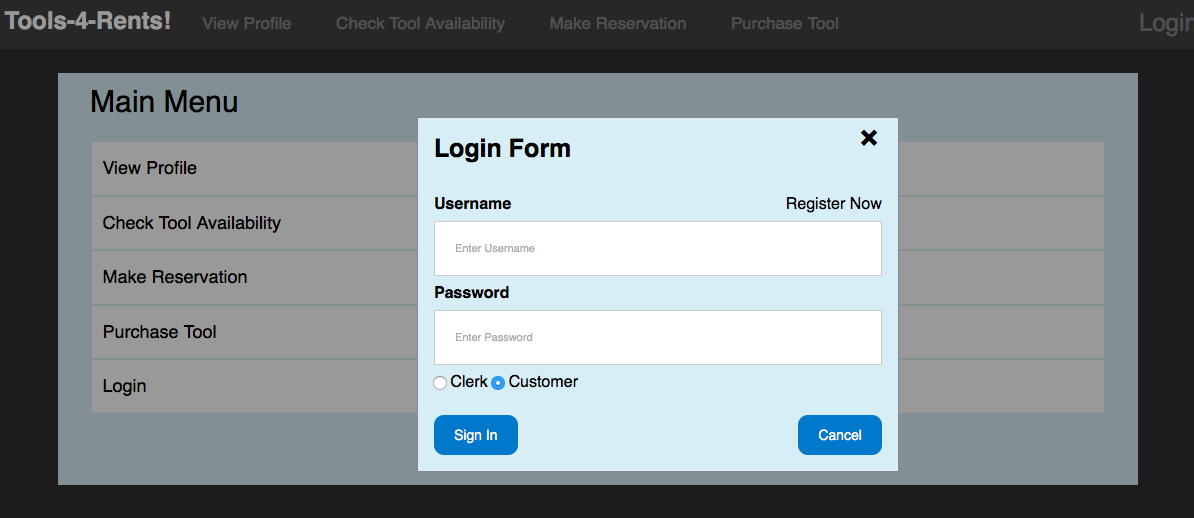 Tools-4-Rents! View Profile Check Tool Availability Make Reservation Purchase Tool Login
Main Menu
View Profile
Check Tool Availability
Make Reservation
Purchase Tool
Login
Login Form
Username Register Now
Enter Username
Password
Enter Password
Clerk Customer
Sign In Cancel